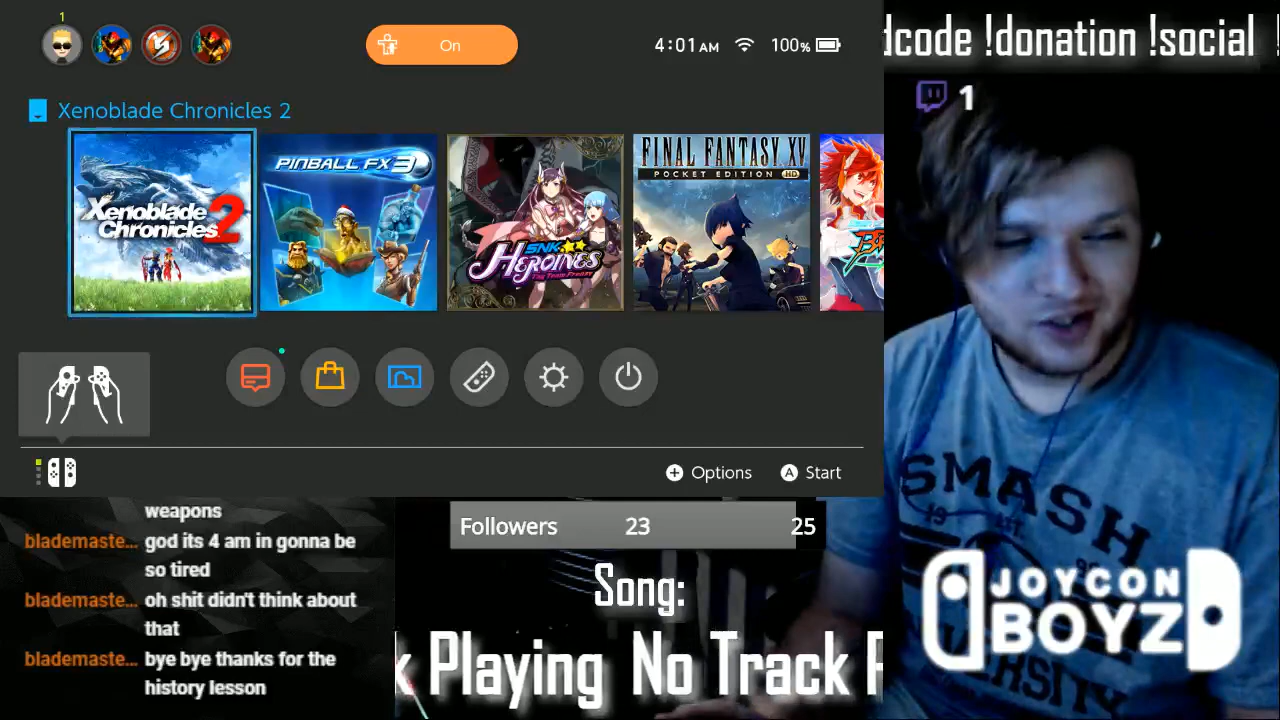 1
On
4:01 AM
100%
Xenoblade Chronicles 2
Xenoblade
Chronicles 2
PINBALL FX3
SNK
HEROINES
FINAL FANTASY XV
POCKET EDITION HD
Options
A Start
weapons
blademaste... god its 4 am in gonna be
so tired
blademaste... oh shit didn't think about
that
blademaste... bye bye thanks for the
history lesson
Followers 23 25
Song:
k Playing No Track P
dcode !donation !social
1
SMASH
JOYCON
BOYZ